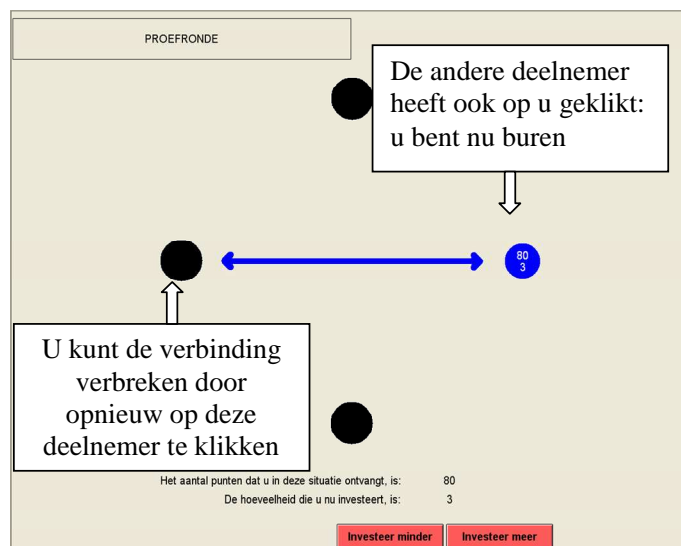 PROEFRONDE
De andere deelnemer
heeft ook op u geklikt:
u bent nu buren
80
3
U kunt de verbinding
verbreken door
opnieuw op deze
deelnemer te klikken
Het aantal punten dat u in deze situatie ontvangt, is: 80
De hoeveelheid die u nu investeert, is: 3
Investeer minder Investeer meer